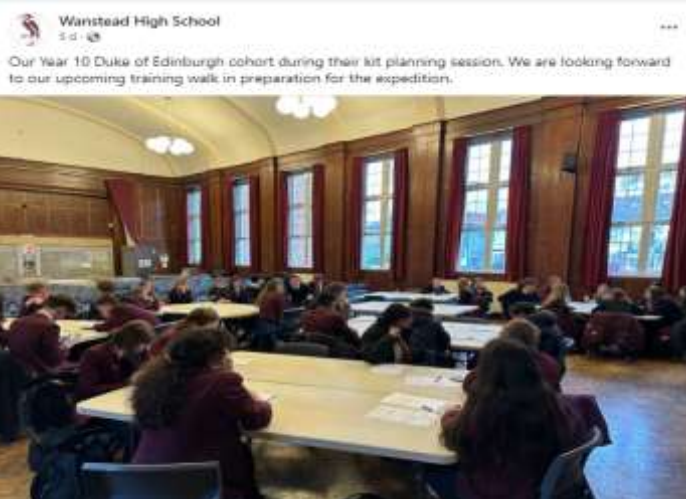 Wanstead High School
5 d ·
Our Year 10 Duke of Edinburgh cohort during their kit planning session. We are looking forward
to our upcoming training walk in preparation for the expedition.